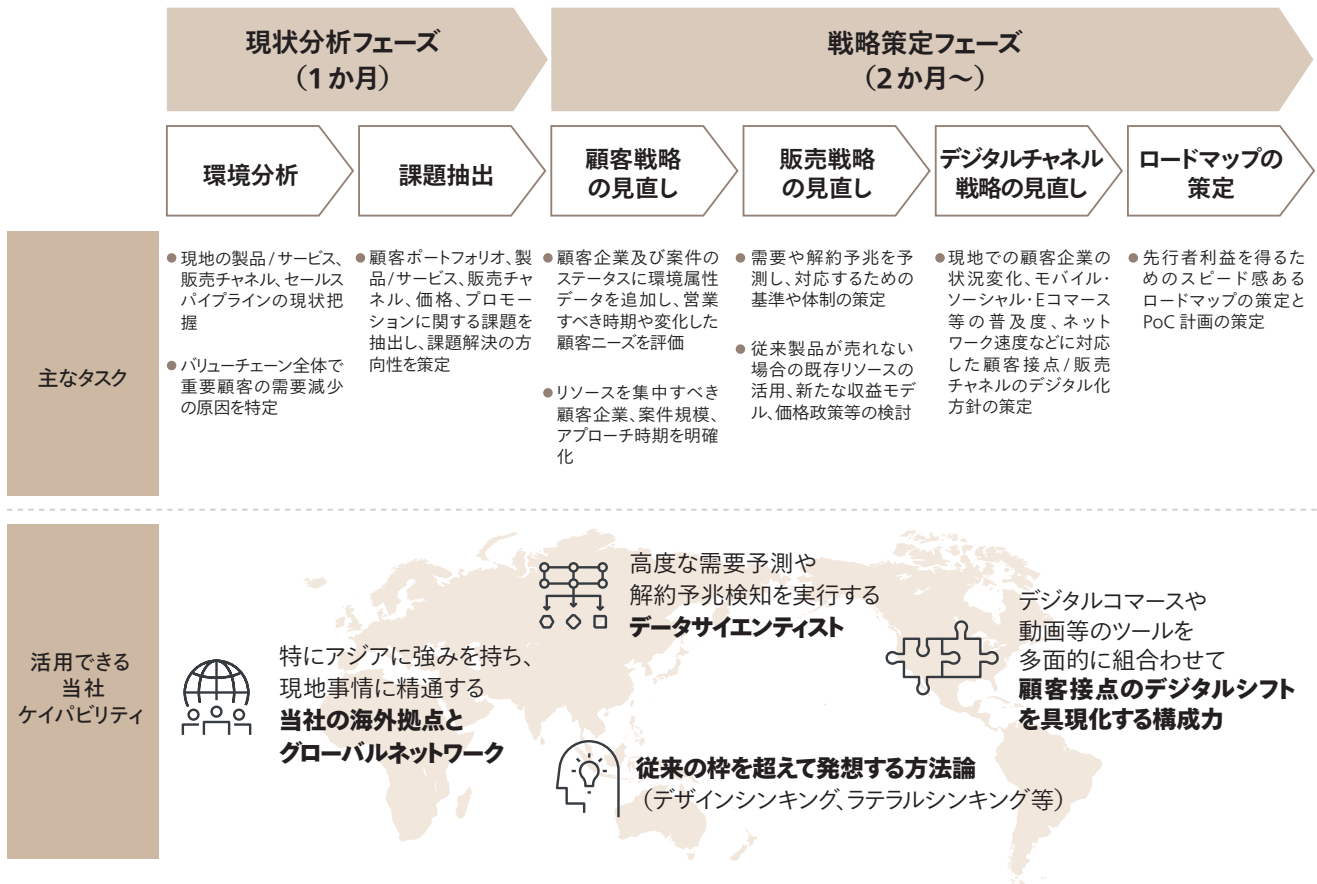 現状分析フェーズ
（1か月）
戦略策定フェーズ
（2か月～）
環境分析
課題抽出
顧客戦略
の見直し
販売戦略
の見直し
デジタルチャネル
戦略の見直し
ロードマップの
策定
主なタスク
● 現地の製品/サービス、
販売チャネル、セールス
パイプラインの現状把
握
● バリューチェーン全体で
重要顧客の需要減少
の原因を特定
● 顧客ポートフォリオ、製
品/サービス、販売チャ
ネル、価格、プロモー
ションに関する課題を
抽出し、課題解決の方
向性を策定
● 顧客企業及び案件の
ステータスに環境属性
データを追加し、営業
すべき時期や変化した
顧客ニーズを評価
● リソースを集中すべき
顧客企業、案件規模、
アプローチ時期を明確
化
● 需要や解約予兆を予
測し、対応するための
基準や体制の策定
● 従来製品が売れない
場合の既存リソースの
活用、新たな収益モデ
ル、価格政策等の検討
● 現地での顧客企業の
状況変化、モバイル・
ソーシャル・Eコマース
等の普及度、ネット
ワーク速度などに対応
した顧客接点/販売
チャネルのデジタル化
方針の策定
● 先行者利益を得るた
めのスピード感ある
ロードマップの策定と
PoC 計画の策定
活用できる
当社
ケイパビリティ
特にアジアに強みを持ち、
現地事情に精通する
当社の海外拠点と
グローバルネットワーク
高度な需要予測や
解約予兆検知を実行する
データサイエンティスト
従来の枠を超えて発想する方法論
（デザインシンキング、ラテラルシンキング等）
デジタルコマースや
動画等のツールを
多面的に組合わせて
顧客接点のデジタルシフト
を具現化する構成力